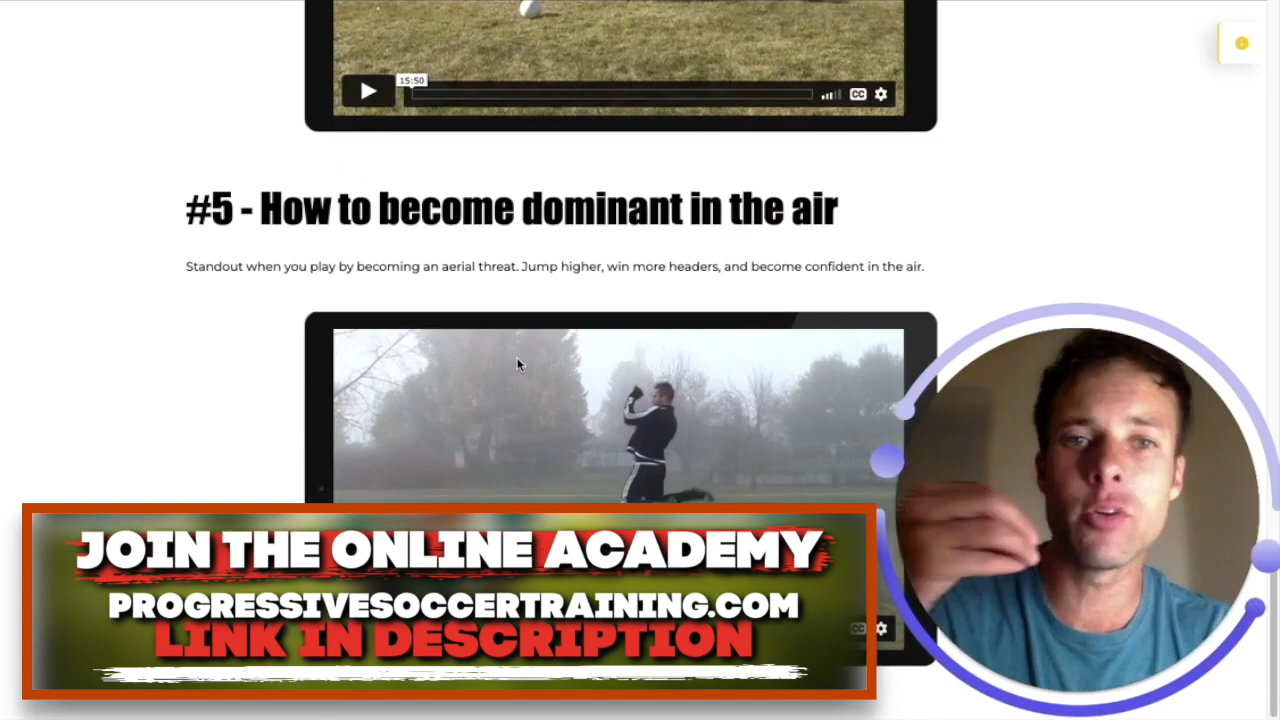 15:50
CC
#5 - How to become dominant in the air
Standout when you play by becoming an aerial threat. Jump higher, win more headers, and become confident in the air.
JOIN THE ONLINE ACADEMY
PROGRESSIVESOCCERTRAINING.COM
LINK IN DESCRIPTION
CC